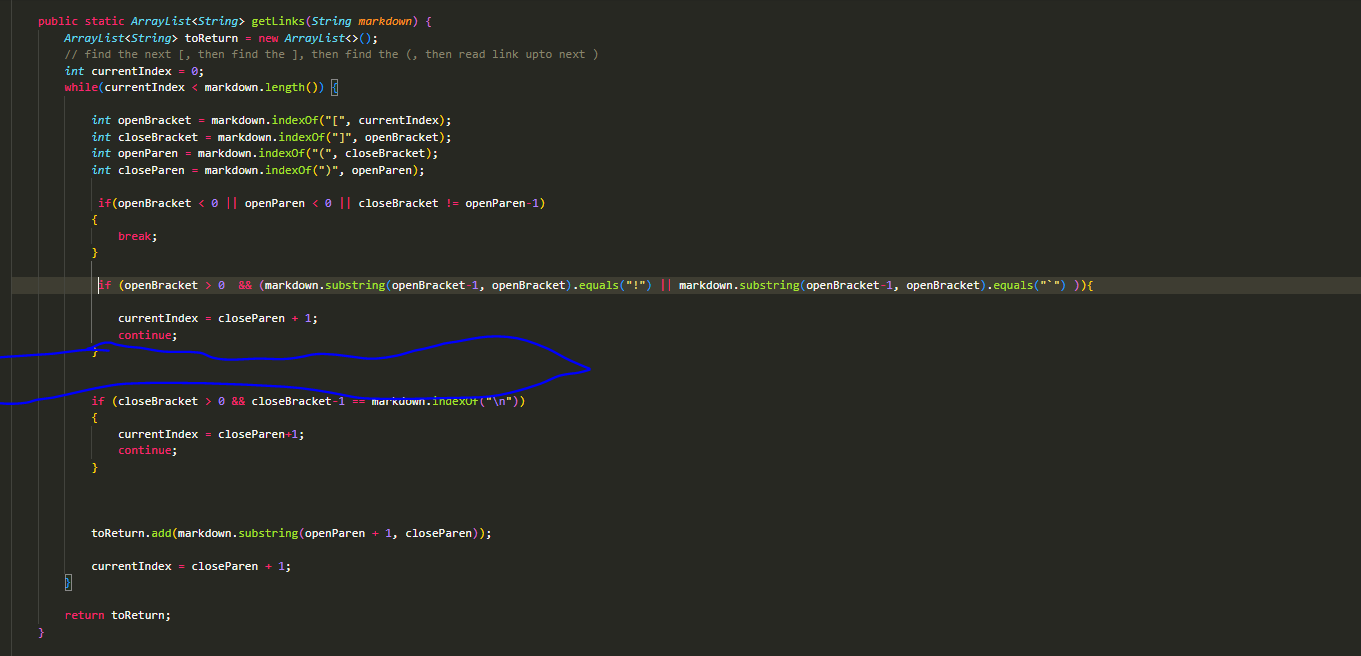 public static ArrayList<String> getLinks(String markdown) {
ArrayList<String> toReturn = new ArrayList<>();
// find the next [, then find the ], then find the (, then read link upto next )
int currentIndex = 0;
while(currentIndex < markdown.length()) {
int openBracket = markdown.indexOf("[", currentIndex);
int closeBracket = markdown.indexOf("]", openBracket);
int openParen = markdown.indexOf("(", closeBracket);
int closeParen = markdown.indexOf(")", openParen);
if(openBracket < 0 || openParen < 0 || closeBracket != openParen-1)
{
break;
}
if (openBracket > 0  && (markdown.substring(openBracket-1, openBracket).equals("!") || markdown.substring(openBracket-1, openBracket).equals("`") )){
currentIndex = closeParen + 1;
continue;
}
if (closeBracket > 0 && closeBracket-1 == markdown.indexOf("\n"))
{
currentIndex = closeParen+1;
continue;
}
toReturn.add(markdown.substring(openParen + 1, closeParen));
currentIndex = closeParen + 1;
}
return toReturn;
}